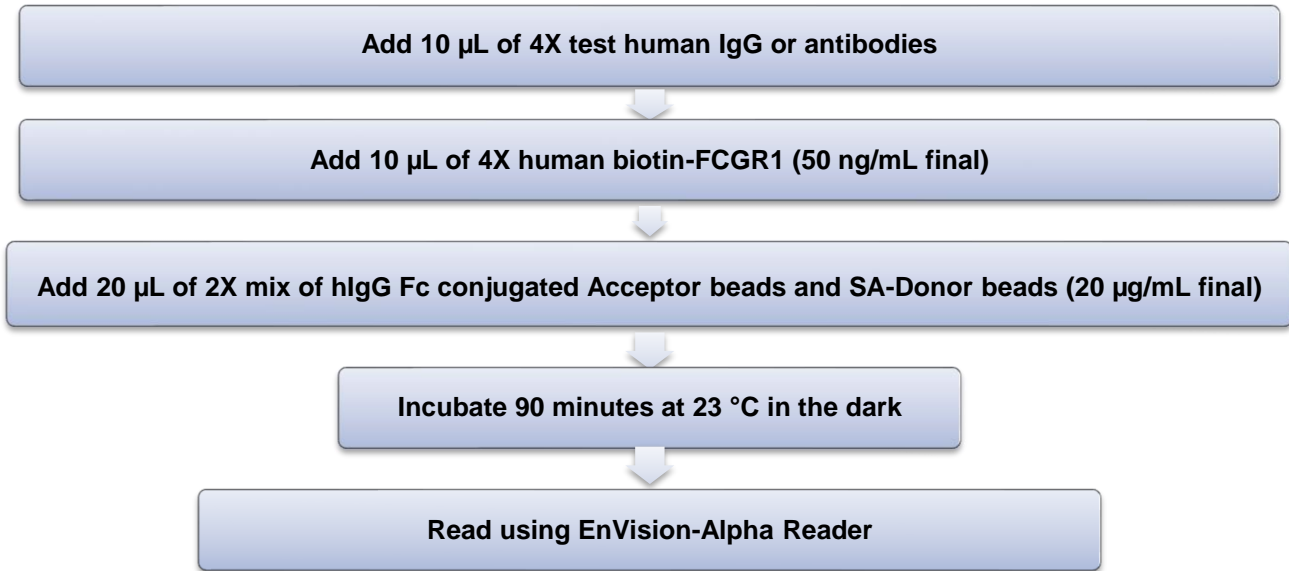 Add 10 µL of 4X test human IgG or antibodies
Add 10 µL of 4X human biotin-FCGR1 (50 ng/mL final)
Add 20 µL of 2X mix of hIgG Fc conjugated Acceptor beads and SA-Donor beads (20 µg/mL final)
Incubate 90 minutes at 23 °C in the dark
Read using EnVision-Alpha Reader